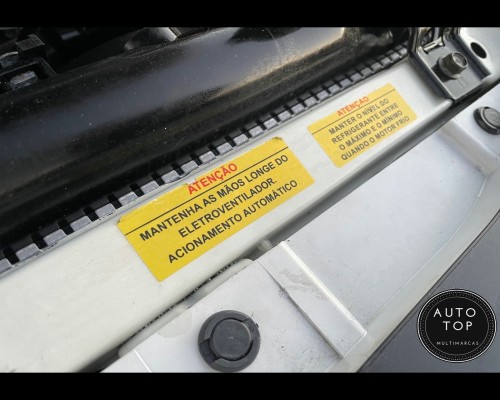 ATENÇÃO
MANTENHA AS MÃOS LONGE DO
ELETROVENTILADOR.
ACIONAMENTO AUTOMÁTICO
ATENÇÃO
MANTER O NÍVEL DO
REFRIGERANTE ENTRE
O MÁXIMO E O MÍNIMO
QUANDO O MOTOR FRIO
AUTO
TOP
MULTIMARCAS